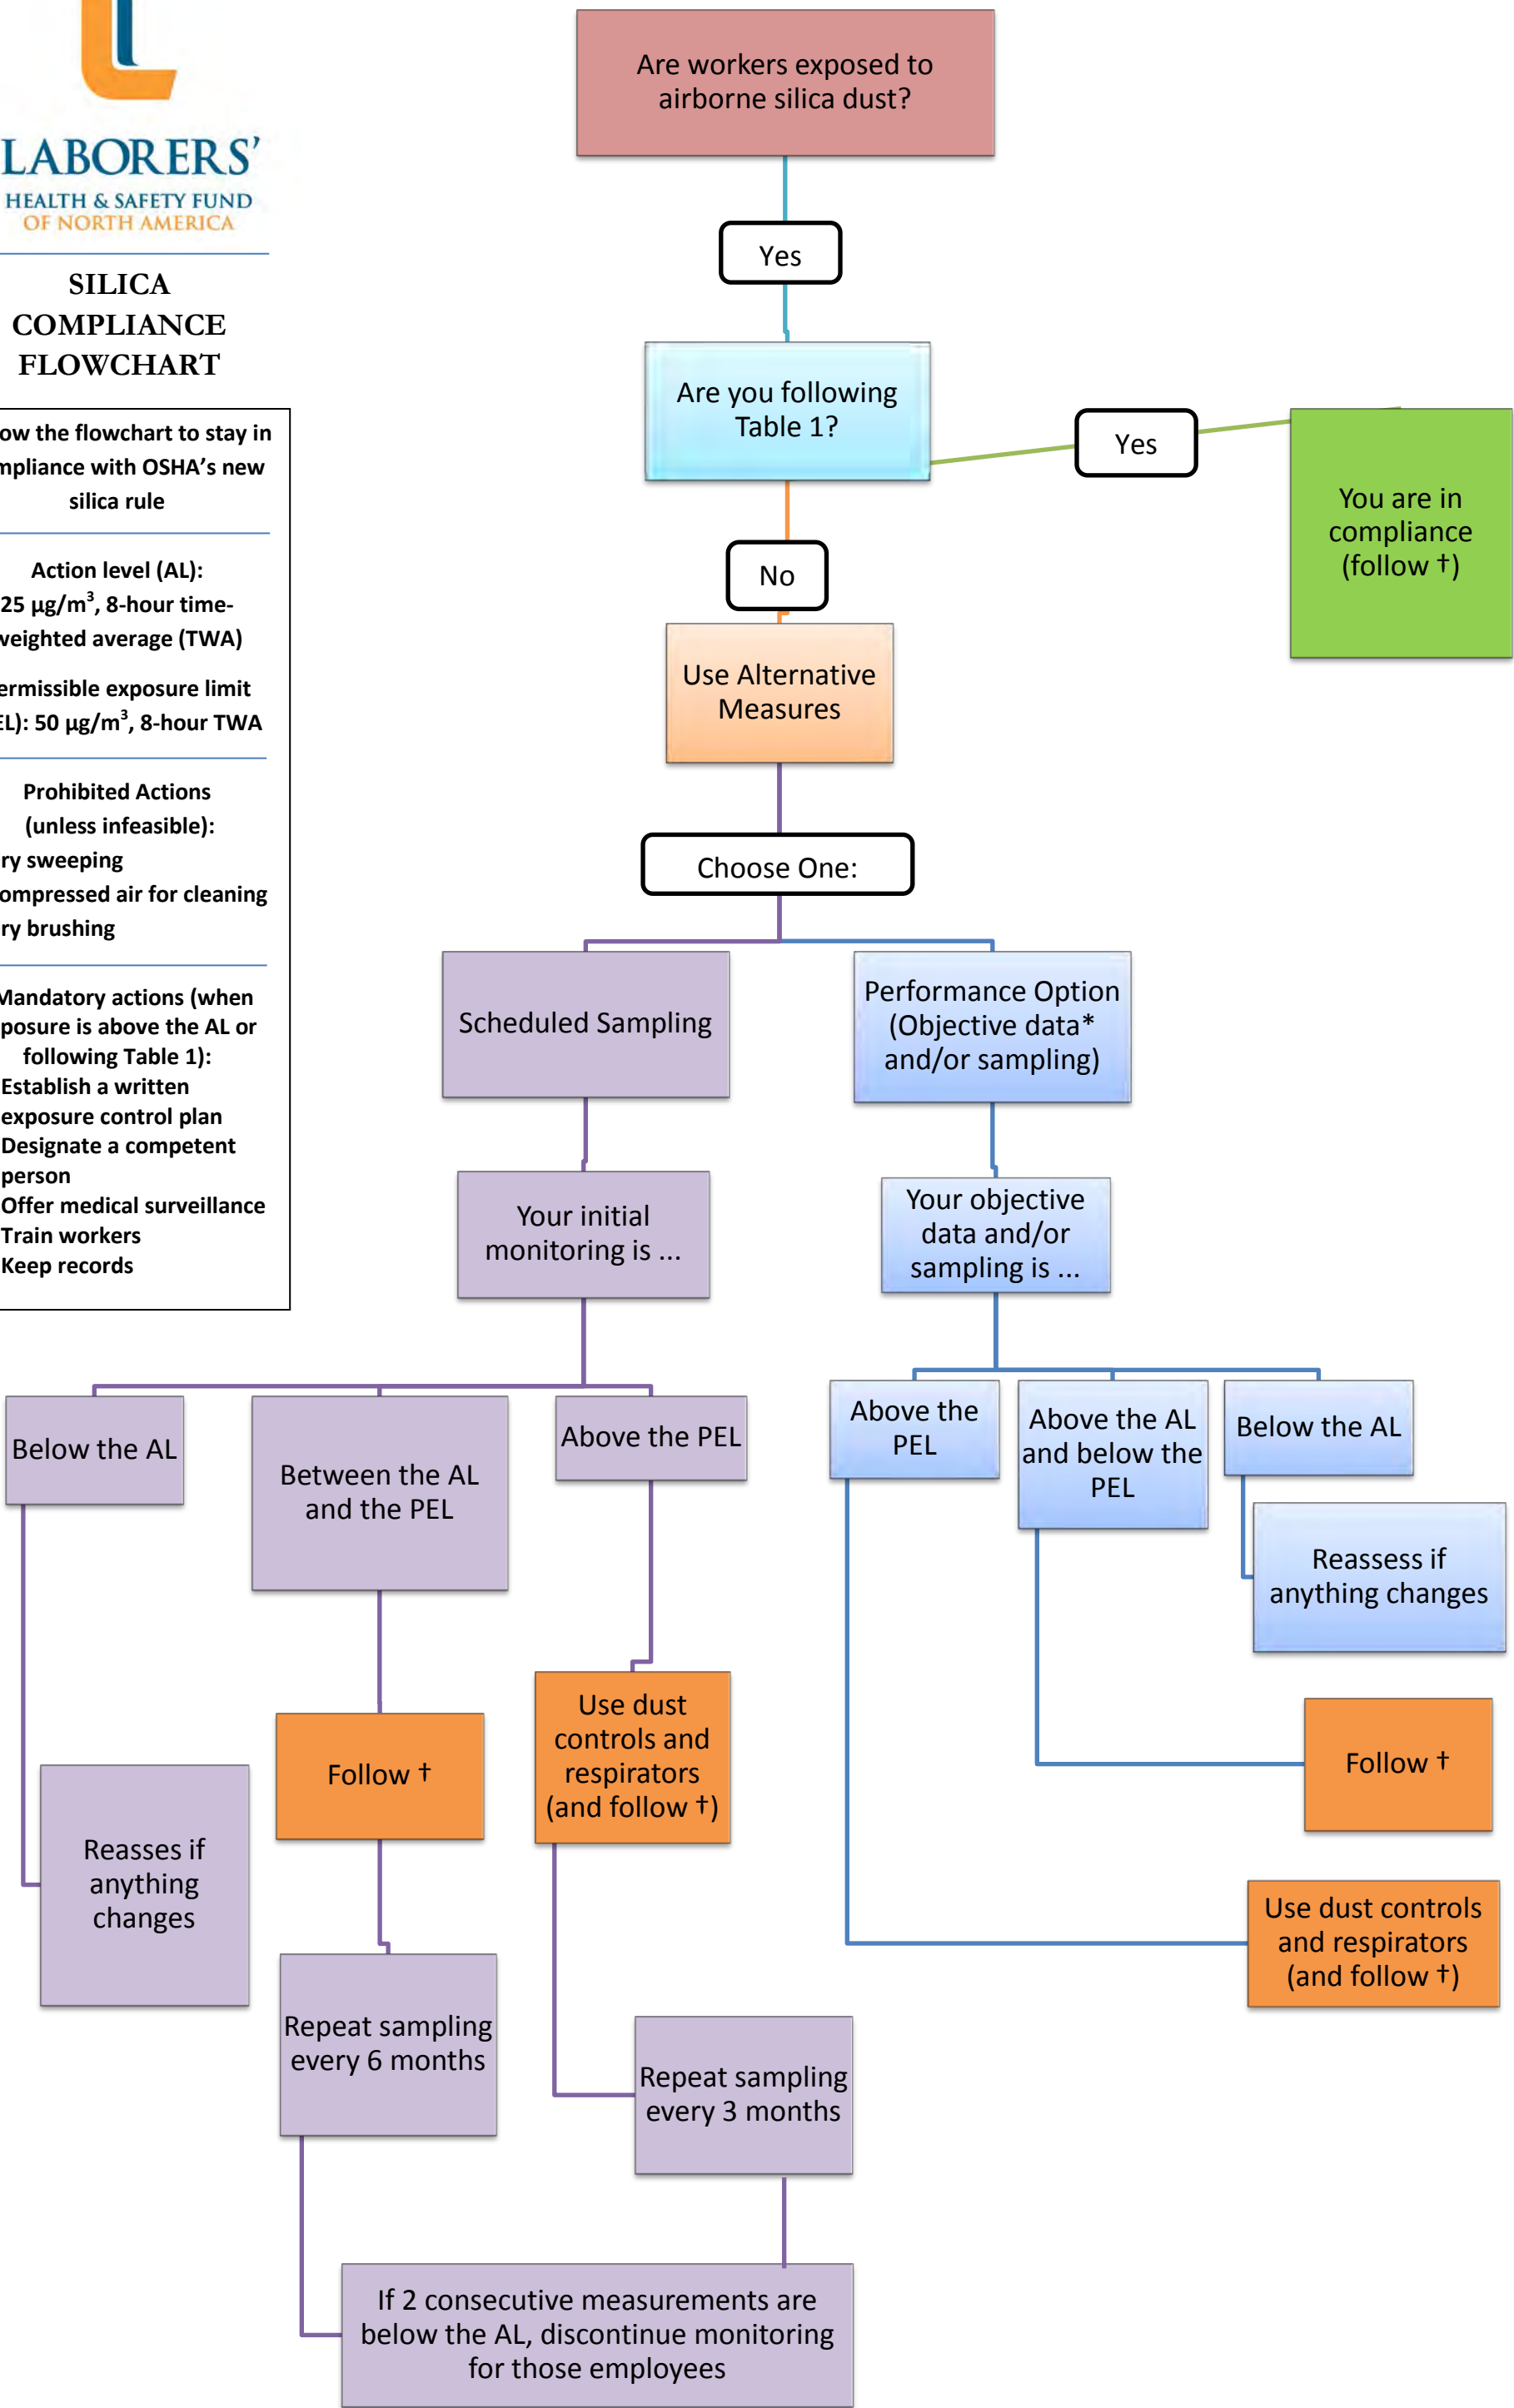 LABORERS’
HEALTH & SAFETY FUND
OF NORTH AMERICA
SILICA
COMPLIANCE
FLOWCHART
ow the flowchart to stay in
mpliance with OSHA’s new
silica rule
Action level (AL):
25 µg/m³, 8-hour time-
weighted average (TWA)
ermissible exposure limit
EL): 50 µg/m³, 8-hour TWA
Prohibited Actions
(unless infeasible):
ry sweeping
ompressed air for cleaning
ry brushing
Mandatory actions (when
posure is above the AL or
following Table 1):
Establish a written
exposure control plan
Designate a competent
person
Offer medical surveillance
Train workers
Keep records
Are workers exposed to
airborne silica dust?
Yes
Are you following
Table 1?
Yes
You are in
compliance
(follow †)
No
Use Alternative
Measures
Choose One:
Scheduled Sampling
Performance Option
(Objective data*
and/or sampling)
Your initial
monitoring is ...
Your objective
data and/or
sampling is ...
Below the AL
Between the AL
and the PEL
Above the PEL
Above the
PEL
Above the AL
and below the
PEL
Below the AL
Reassess if
anything changes
Follow †
Use dust controls
and respirators
(and follow †)
Reasses if
anything
changes
Follow †
Use dust
controls and
respirators
(and follow †)
Repeat sampling
every 6 months
Repeat sampling
every 3 months
If 2 consecutive measurements are
below the AL, discontinue monitoring
for those employees